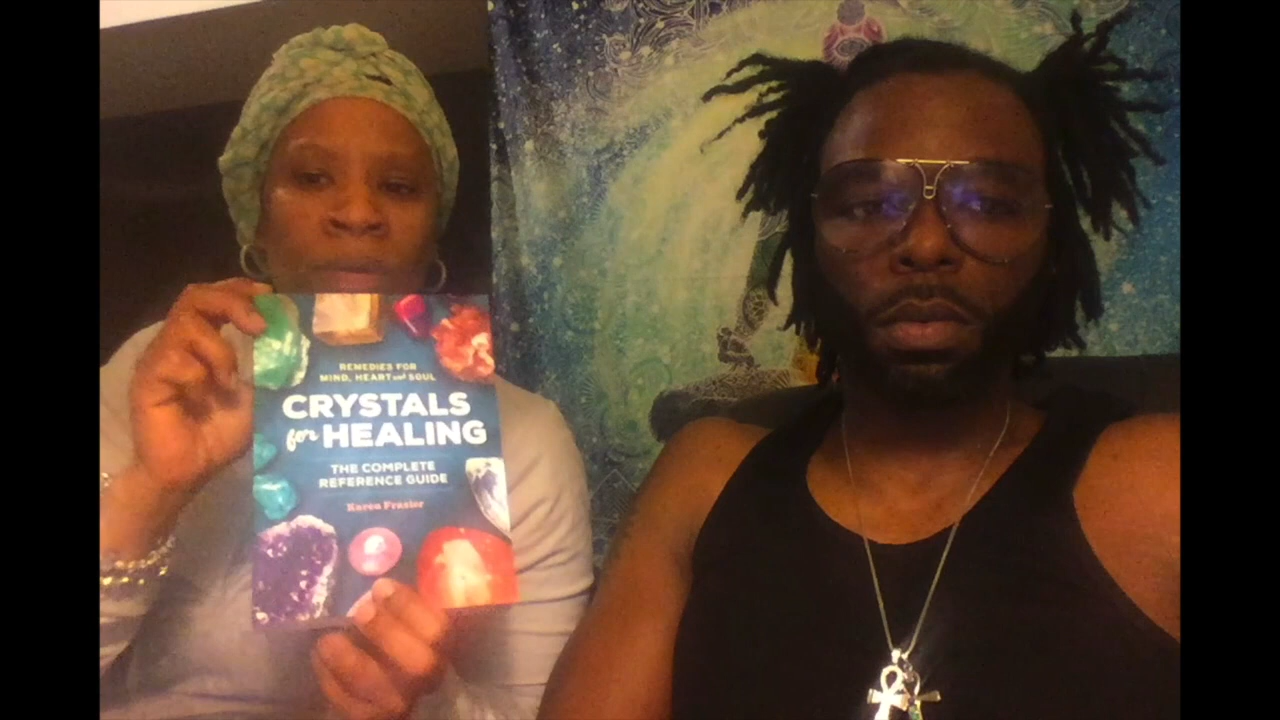 REMEDIES FOR
MIND, HEART and SOUL
CRYSTALS
for HEALING
THE COMPLETE
REFERENCE GUIDE
Karen Frazier